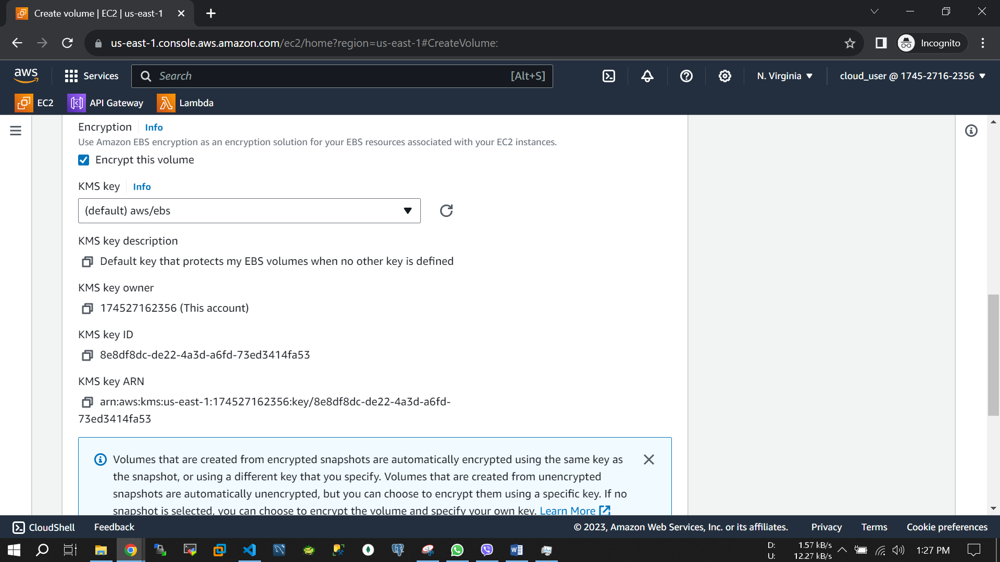 Create volume | EC2 | us-east-1
us-east-1.console.aws.amazon.com/ec2/home?region=us-east-1#CreateVolume:
Incognito
aws
Services
Search
[Alt+S]
N. Virginia
cloud_user @ 1745-2716-2356
EC2
API Gateway
Lambda
Encryption
Info
Use Amazon EBS encryption as an encryption solution for your EBS resources associated with your EC2 instances.
Encrypt this volume
KMS key
Info
(default) aws/ebs
KMS key description
Default key that protects my EBS volumes when no other key is defined
KMS key owner
174527162356 (This account)
KMS key ID
8e8df8dc-de22-4a3d-a6fd-73ed3414fa53
KMS key ARN
arn:aws:kms:us-east-1:174527162356:key/8e8df8dc-de22-4a3d-a6fd-
73ed3414fa53
Volumes that are created from encrypted snapshots are automatically encrypted using the same key as
the snapshot, or using a different key that you specify. Volumes that are created from unencrypted
snapshots are automatically unencrypted, but you can choose to encrypt them using a specific key. If no
snapshot is selected, you can choose to encrypt the volume and specify your own key. Learn More
CloudShell
Feedback
© 2023, Amazon Web Services, Inc. or its affiliates.
Privacy
Terms
Cookie preferences
D: 1.57 kB/s
U: 12.27 kB/s
1:27 PM